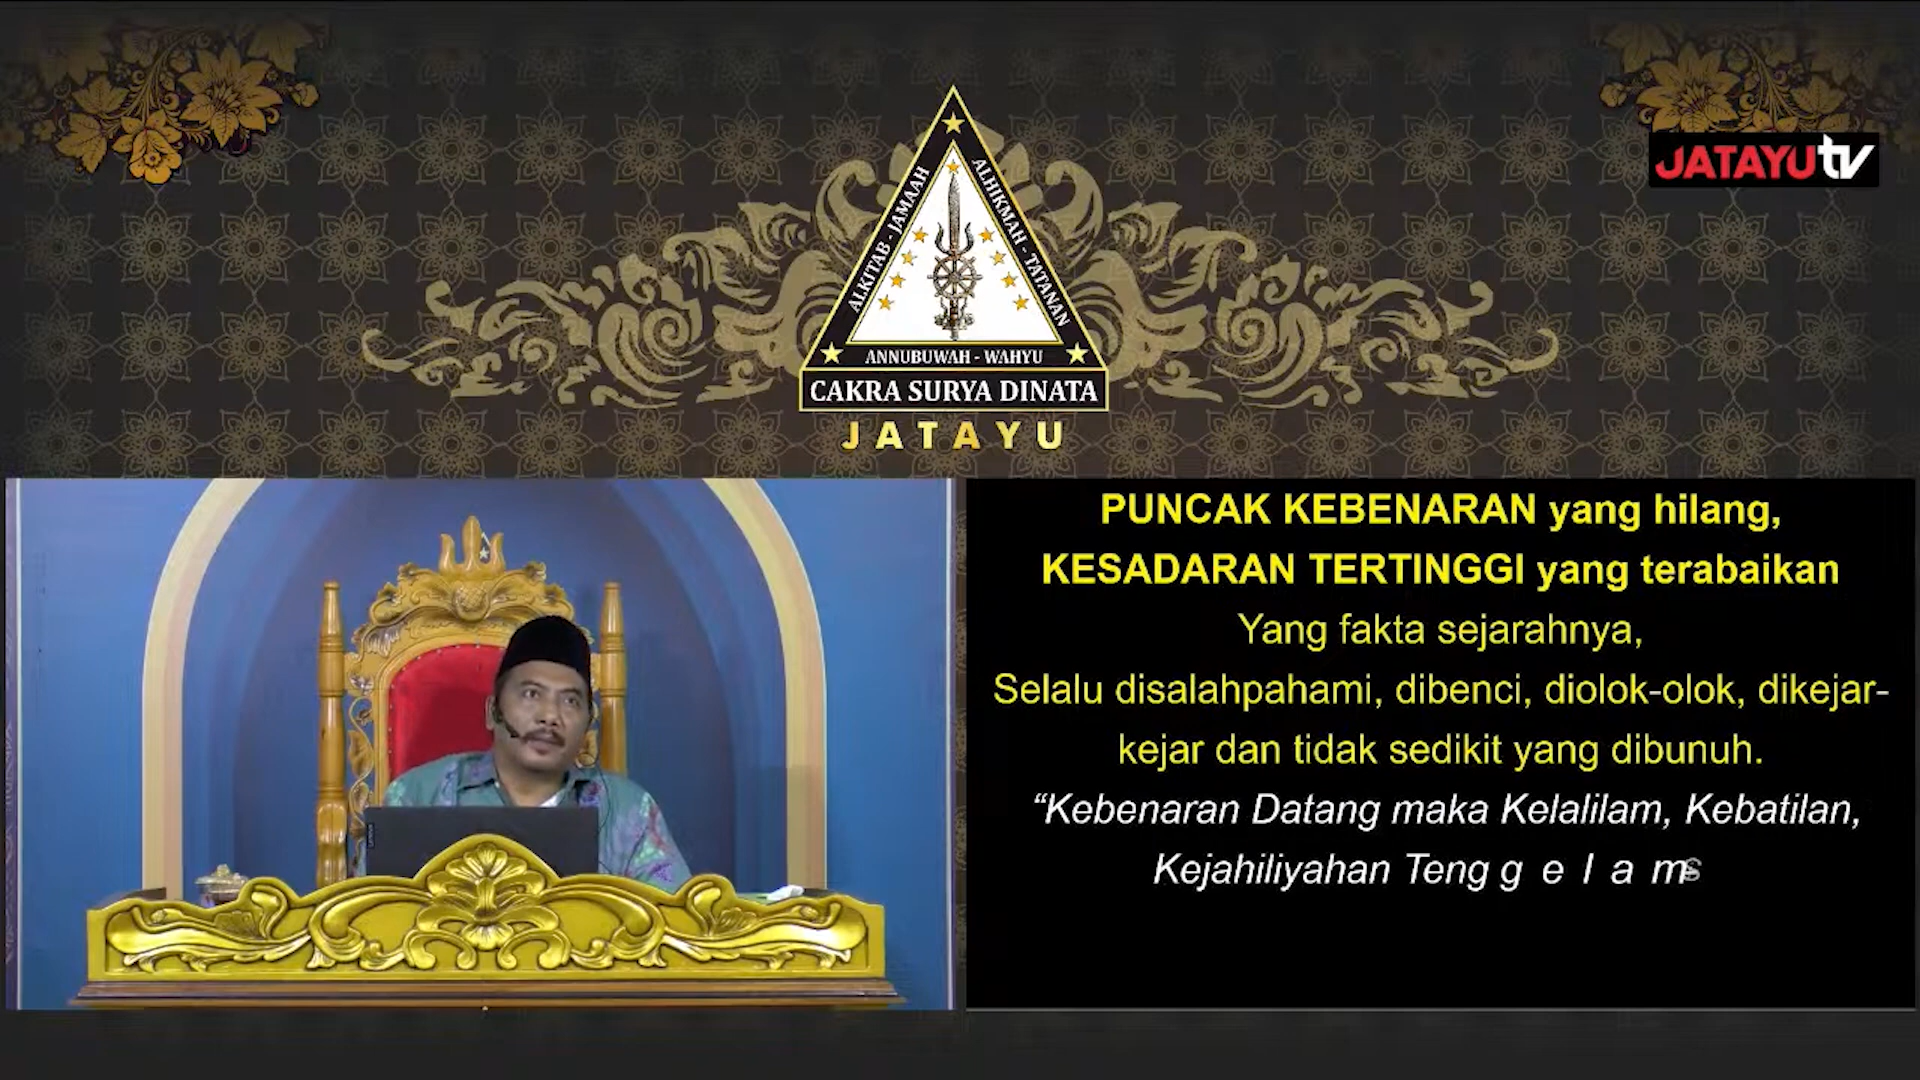 JATAYU tv
ALKITAB - JAMAAH
ALHIKMAH - TATANAN
ANNUBUWAH - WAHYU
CAKRA SURYA DINATA
JATAYU
PUNCAK KEBENARAN yang hilang,
KESADARAN TERTINGGI yang terabaikan
Yang fakta sejarahnya,
Selalu disalahpahami, dibenci, diolok-olok, dikejar-
kejar dan tidak sedikit yang dibunuh.
“Kebenaran Datang maka Kelalilam, Kebatilan,
Kejahiliyahan Teng g e l a m